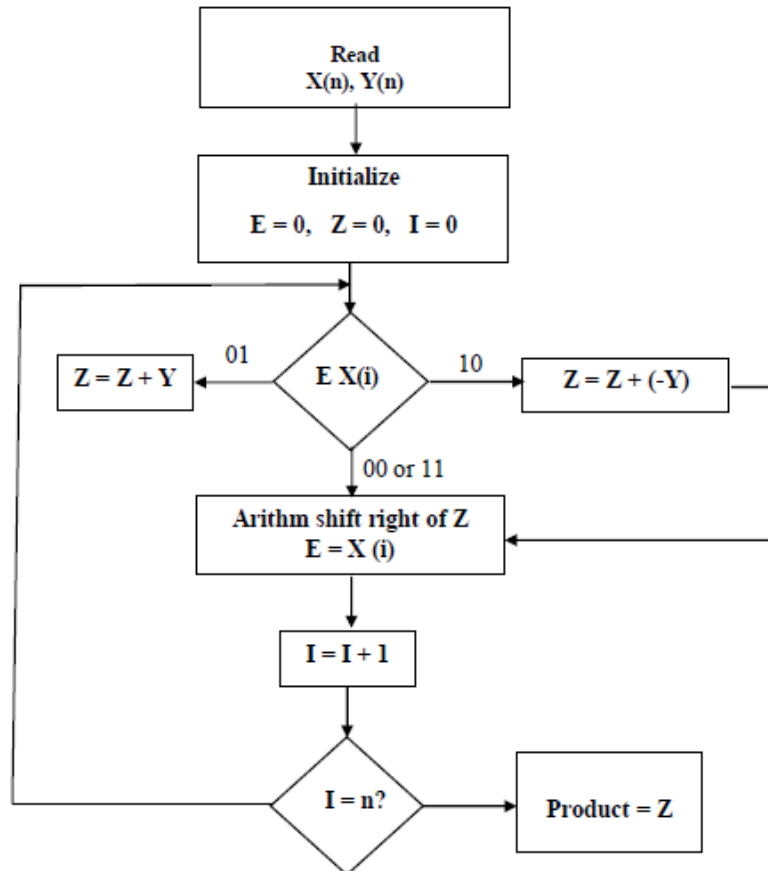 Read
X(n), Y(n)
Initialize
E = 0, Z = 0, I = 0
01
Z = Z + Y
E X(i)
10
Z = Z + (-Y)
00 or 11
Arithm shift right of Z
E = X (i)
I = I + 1
I = n?
Product = Z